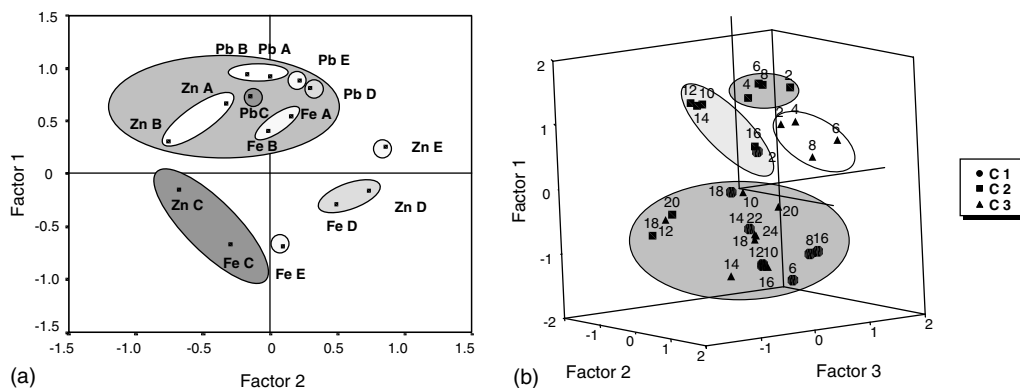 1.5
1.0
0.5
0
-0.5
-1.0
-1.5
Factor 1
Pb B Pb A
Pb E
Pb D
Pb C
Zn A
Zn B
Fe A
Fe B
Zn E
Zn C
Zn D
Fe D
Fe C
Fe E
-1.5 -1.0 -0.5 0.0 0.5 1.0 1.5
(a)
Factor 2
2
1
0
-1
-2
Factor 1
6 8 2
4
12 10
14
2 4
6
8
16
2
18 10
20
20
18
12
14 22
24
18
8 16
12 10
14
16
6
-1 0 1 2
-1 0 1 2
(b)
Factor 2
Factor 3
C 1
C 2
C 3